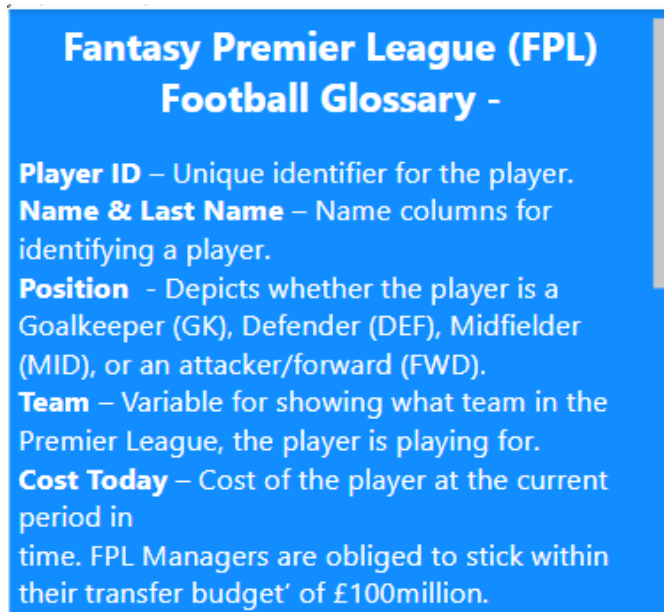 Fantasy Premier League (FPL)
Football Glossary -
Player ID – Unique identifier for the player.
Name & Last Name – Name columns for
identifying a player.
Position  - Depicts whether the player is a
Goalkeeper (GK), Defender (DEF), Midfielder
(MID), or an attacker/forward (FWD).
Team – Variable for showing what team in the
Premier League, the player is playing for.
Cost Today – Cost of the player at the current
period in
time. FPL Managers are obliged to stick within
their transfer budget’ of £100million.